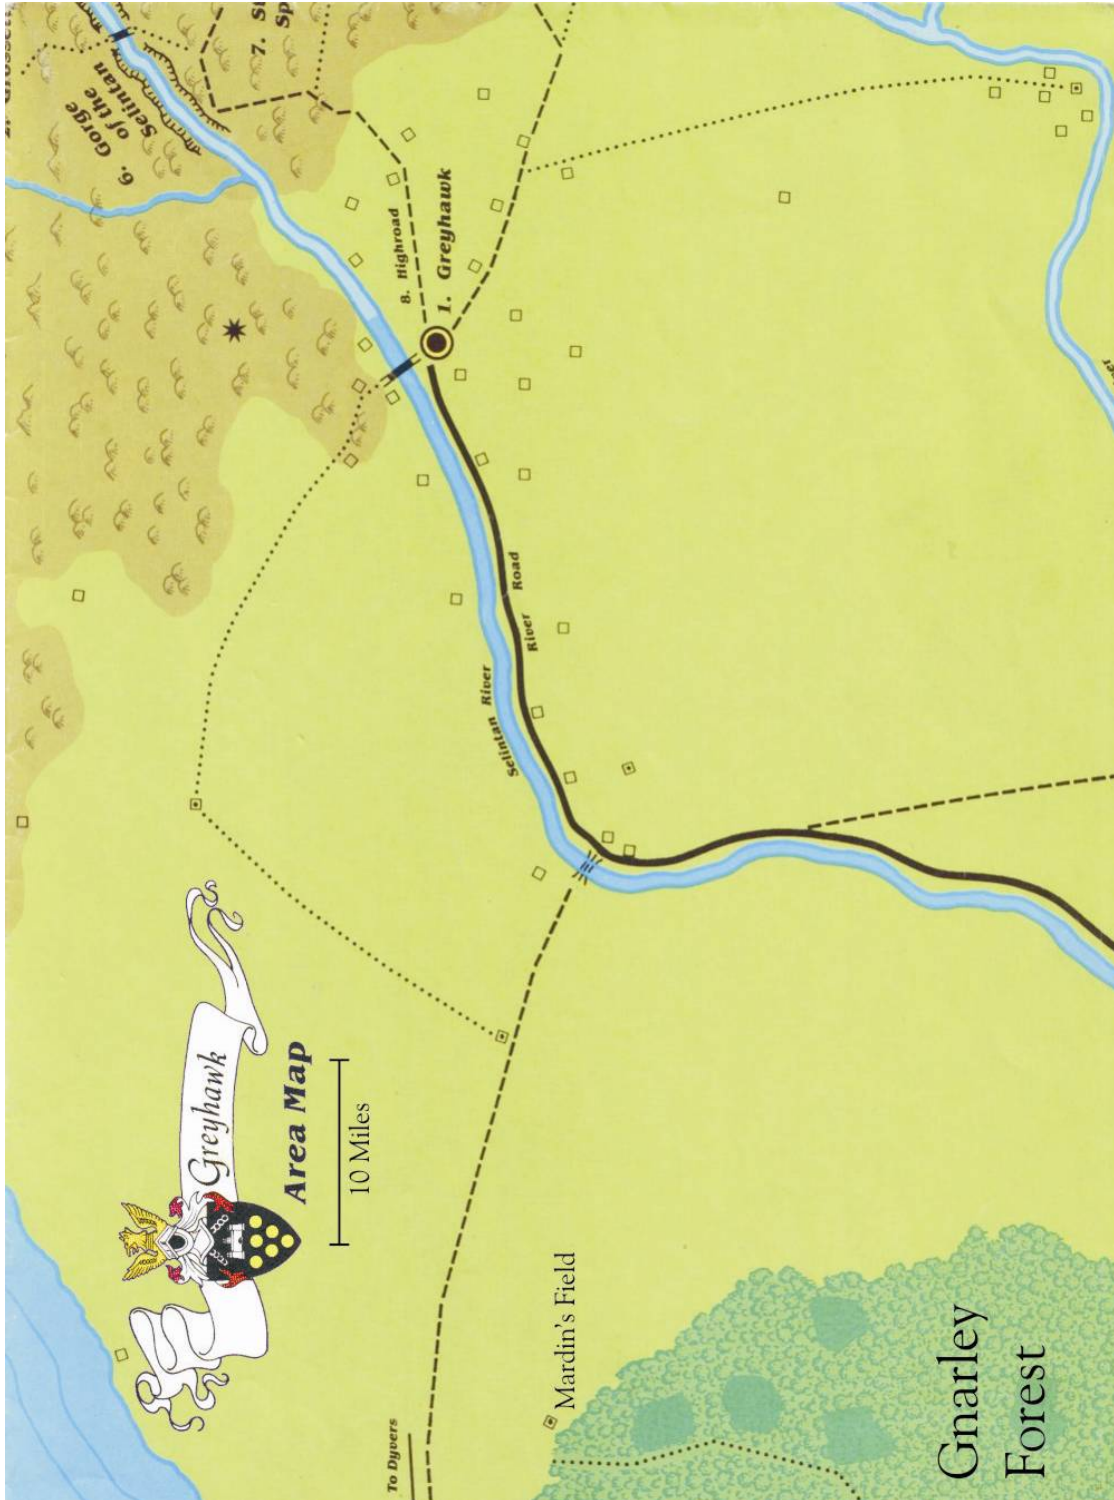 6. Gorge
of the
Selintan
7.
Greyhawk
Area Map
10 Miles
8. Highroad
1. Greyhawk
Selintan River
River Road
To Dyvers
Mardin's Field
Gnarley
Forest